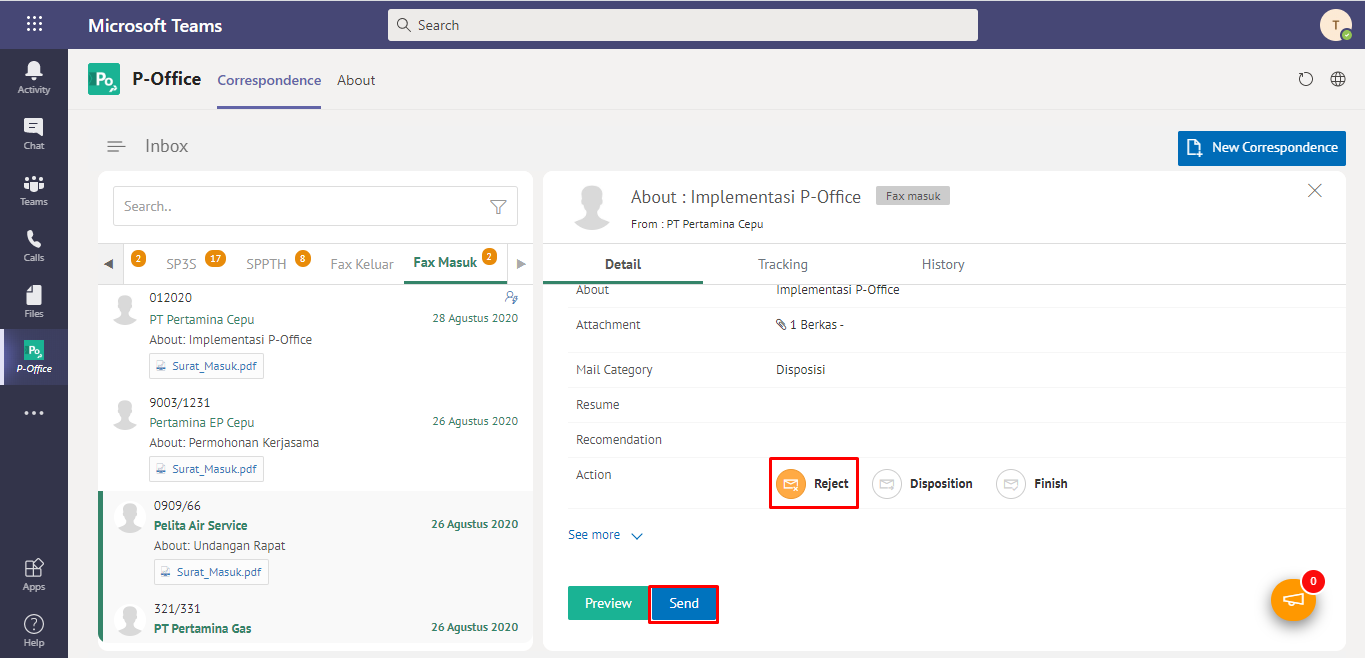 Microsoft Teams
Search
T
Activity
Chat
Teams
Calls
Files
P-Office
Apps
Help
Po
P-Office
Correspondence
About
Inbox
New Correspondence
Search..
2
SP3S 17
SPPTH 8
Fax Keluar
Fax Masuk 2
012020
PT Pertamina Cepu
28 Agustus 2020
About: Implementasi P-Office
Surat_Masuk.pdf
9003/1231
Pertamina EP Cepu
26 Agustus 2020
About: Permohonan Kerjasama
Surat_Masuk.pdf
0909/66
Pelita Air Service
26 Agustus 2020
About: Undangan Rapat
Surat_Masuk.pdf
321/331
PT Pertamina Gas
26 Agustus 2020
About : Implementasi P-Office
Fax masuk
From : PT Pertamina Cepu
Detail
Tracking
History
About
Implementasi P-Office
Attachment
1 Berkas -
Mail Category
Disposisi
Resume
Recomendation
Action
Reject
Disposition
Finish
See more
Preview
Send
0